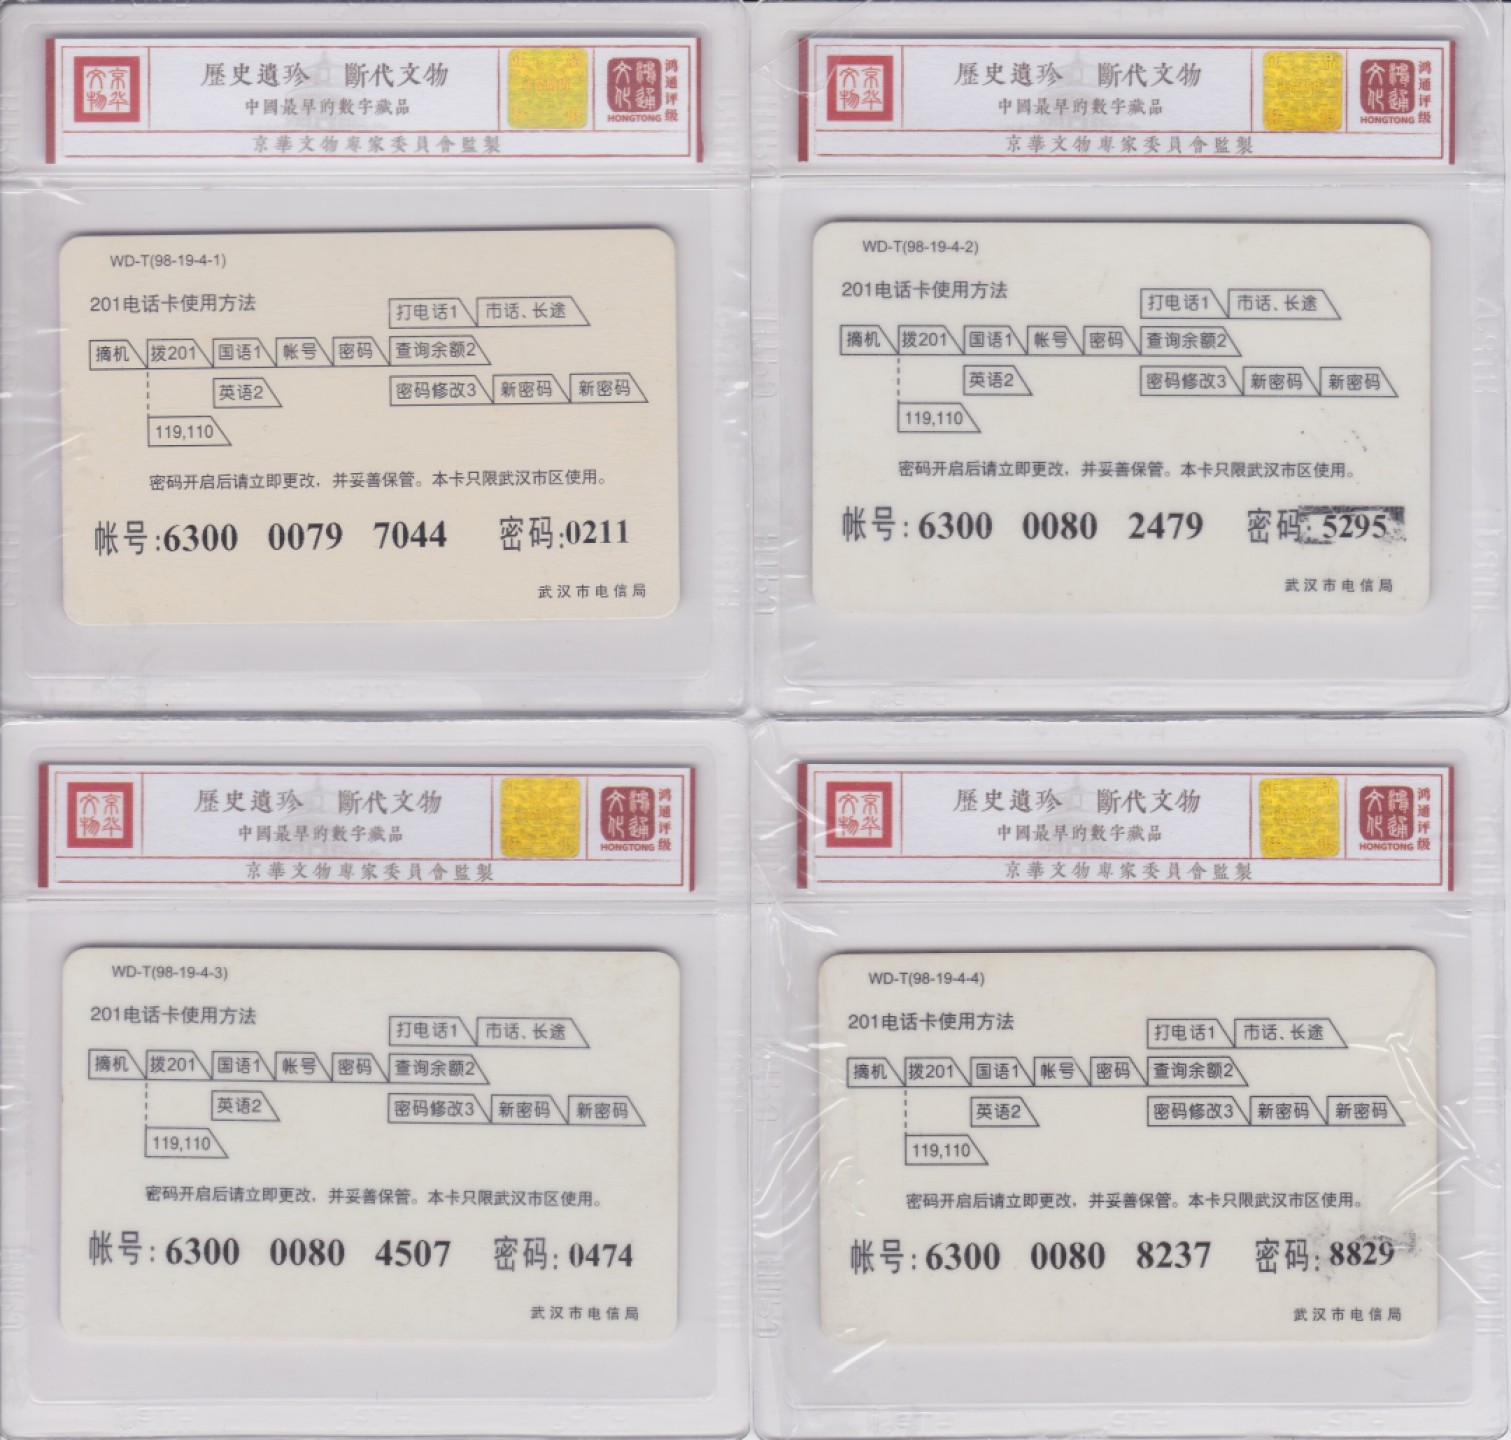 京华文物
歷史遺珍 斷代文物
中國最早的數字藏品
鸿通文化
HONGTONG
鸿通评级
京華文物專家委員會監製
WD-T(98-19-4-1)
201电话卡使用方法
打电话1 市话、长途
摘机 拨201 国语1 帐号 密码 查询余额2
英语2 密码修改3 新密码 新密码
119,110
密码开启后请立即更改，并妥善保管。本卡只限武汉市区使用。
帐号:6300 0079 7044 密码:0211
武汉市电信局
京华文物
歷史遺珍 斷代文物
中國最早的數字藏品
鸿通文化
HONGTONG
鸿通评级
京華文物專家委員會監製
WD-T(98-19-4-2)
201电话卡使用方法
打电话1 市话、长途
摘机 拨201 国语1 帐号 密码 查询余额2
英语2 密码修改3 新密码 新密码
119,110
密码开启后请立即更改，并妥善保管。本卡只限武汉市区使用。
帐号: 6300 0080 2479 密码: 5295
武汉市电信局
京华文物
歷史遺珍 斷代文物
中國最早的數字藏品
鸿通文化
HONGTONG
鸿通评级
京華文物專家委員會監製
WD-T(98-19-4-3)
201电话卡使用方法
打电话1 市话、长途
摘机 拨201 国语1 帐号 密码 查询余额2
英语2 密码修改3 新密码 新密码
119,110
密码开启后请立即更改，并妥善保管。本卡只限武汉市区使用。
帐号: 6300 0080 4507 密码: 0474
武汉市电信局
京华文物
歷史遺珍 斷代文物
中國最早的數字藏品
鸿通文化
HONGTONG
鸿通评级
京華文物專家委員會監製
WD-T(98-19-4-4)
201电话卡使用方法
打电话1 市话、长途
摘机 拨201 国语1 帐号 密码 查询余额2
英语2 密码修改3 新密码 新密码
119,110
密码开启后请立即更改，并妥善保管。本卡只限武汉市区使用。
帐号: 6300 0080 8237 密码: 8829
武汉市电信局